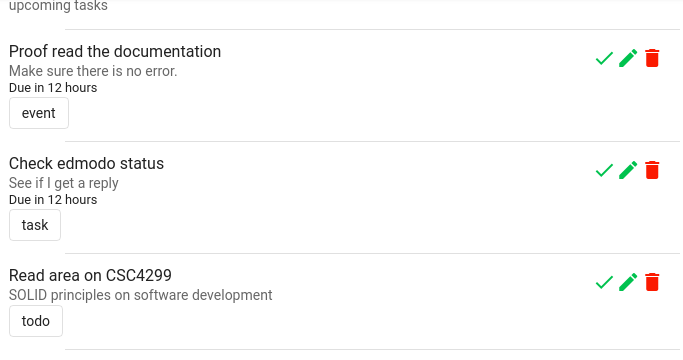 upcoming tasks
Proof read the documentation
Make sure there is no error.
Due in 12 hours
event
Check edmodo status
See if I get a reply
Due in 12 hours
task
Read area on CSC4299
SOLID principles on software development
todo